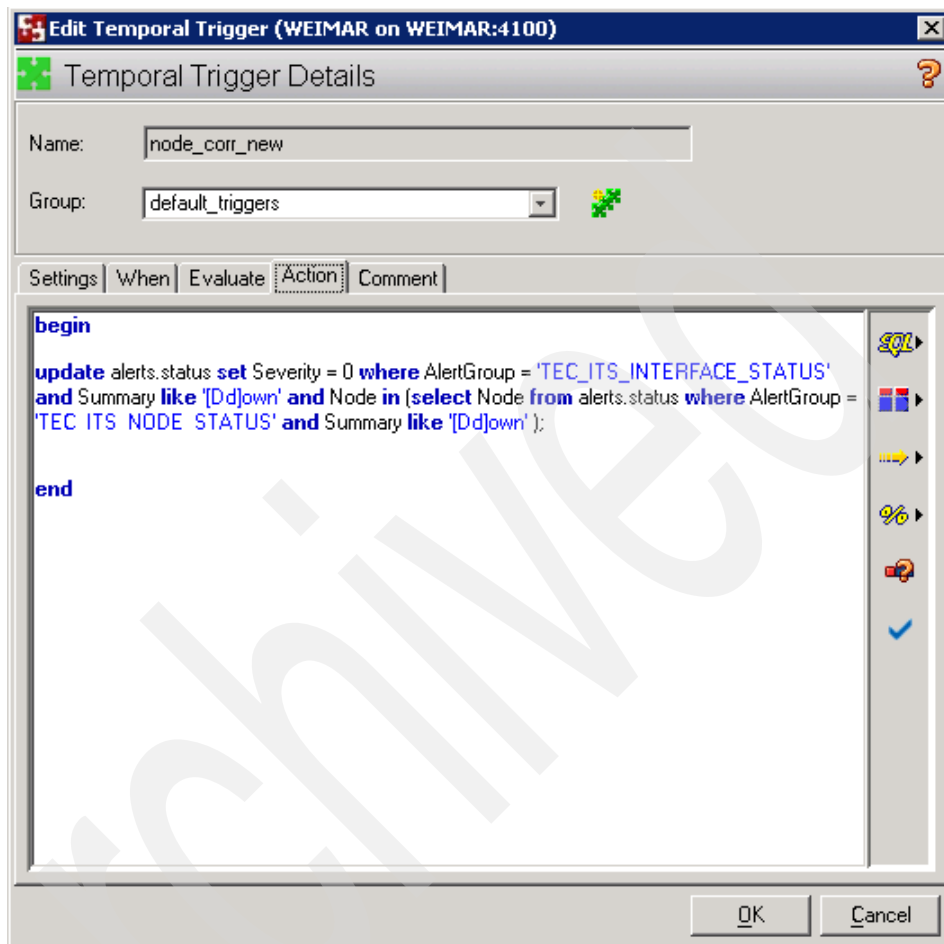 Edit Temporal Trigger (WEIMAR on WEIMAR:4100)
Temporal Trigger Details
Name: node_corr_new
Group: default_triggers
Settings When Evaluate Action Comment
begin
update alerts.status set Severity = 0 where AlertGroup = 'TEC_ITS_INTERFACE_STATUS'
and Summary like '[Dd]own' and Node in (select Node from alerts.status where AlertGroup =
'TEC_ITS_NODE_STATUS' and Summary like '[Dd]own' );
end
SQL
%
OK Cancel
rchived